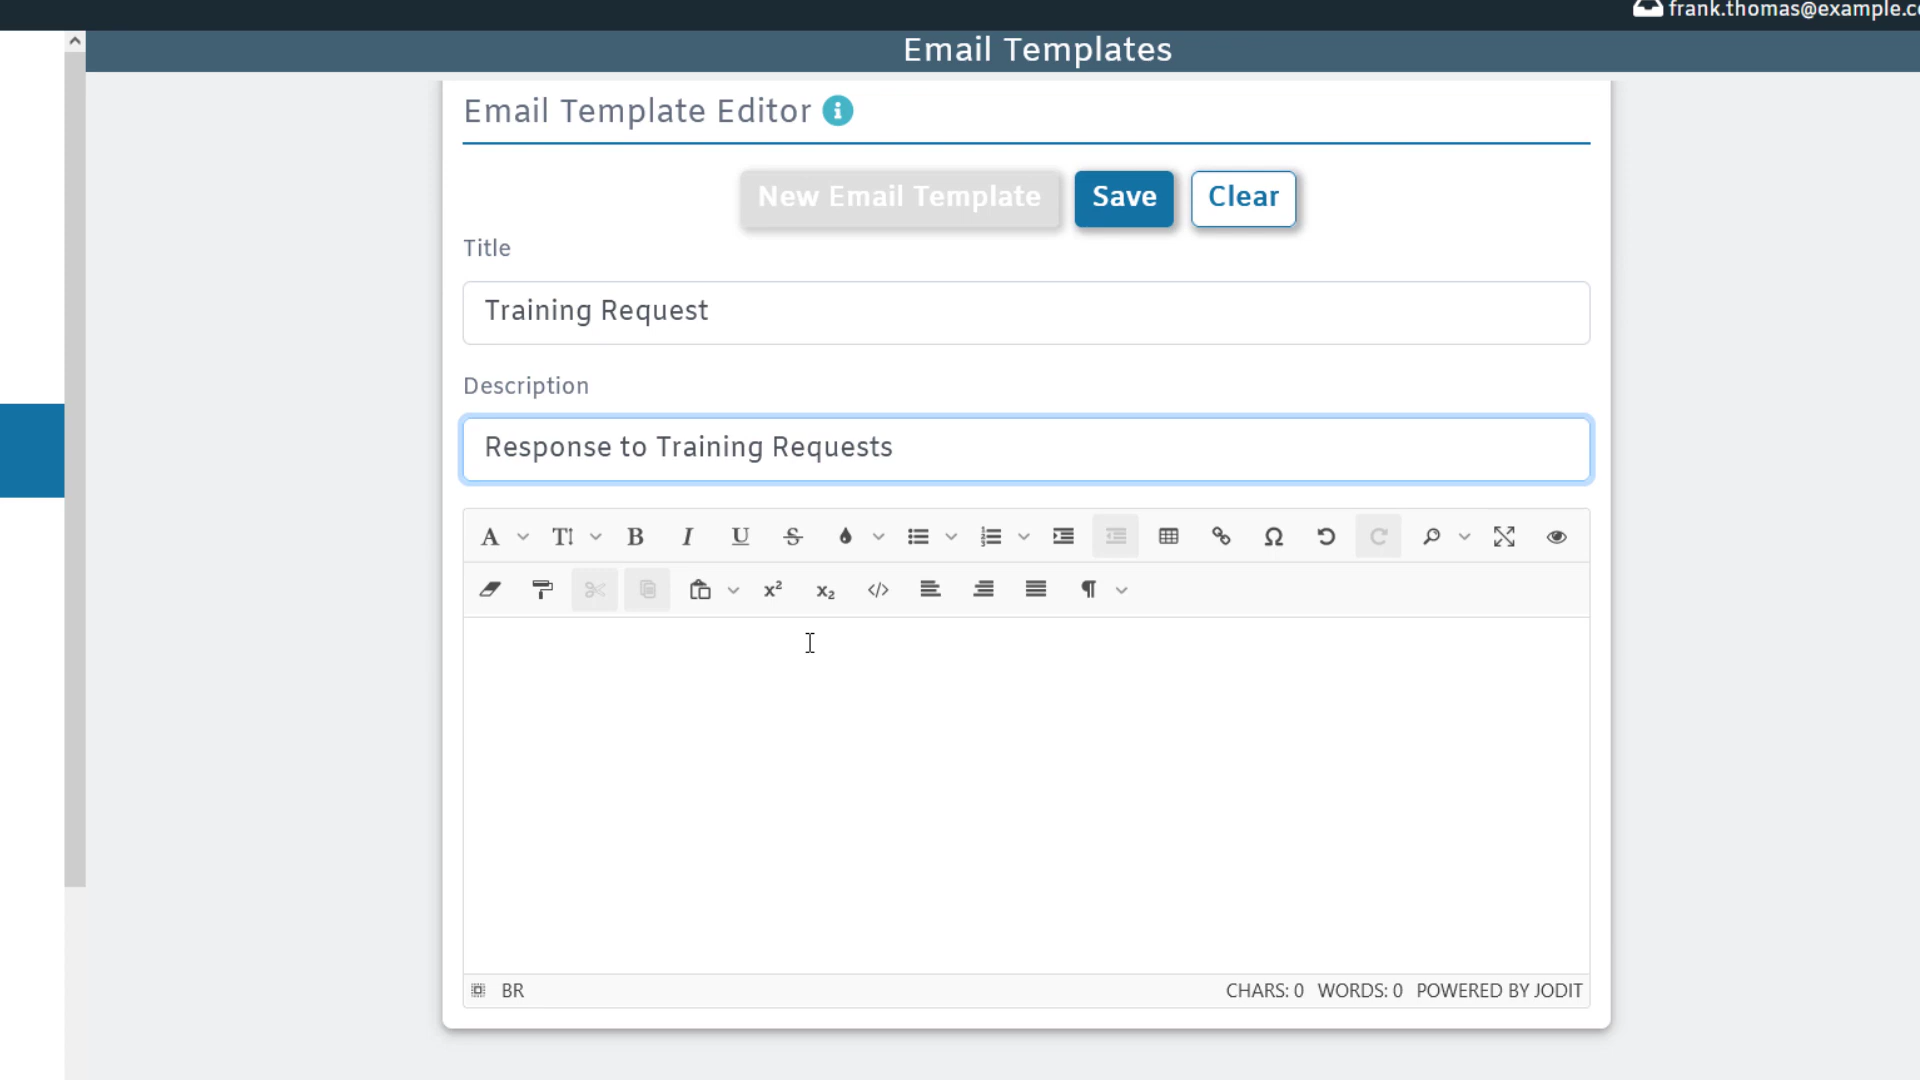 frank.thomas@example.c
Email Templates
Email Template Editor
New Email Template Save Clear
Title
Training Request
Description
Response to Training Requests
BR CHARS: 0 WORDS: 0 POWERED BY JODIT